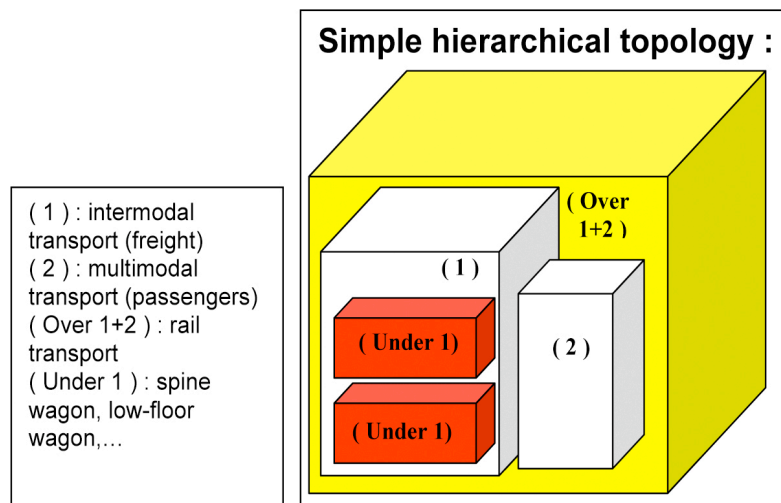 Simple hierarchical topology :
( 1 ) : intermodal
transport (freight)
( 2 ) : multimodal
transport (passengers)
( Over 1+2 ) : rail
transport
( Under 1 ) : spine
wagon, low-floor
wagon,…
( Over
1+2 )
( 1 )
( Under 1)
( 2 )
( Under 1)